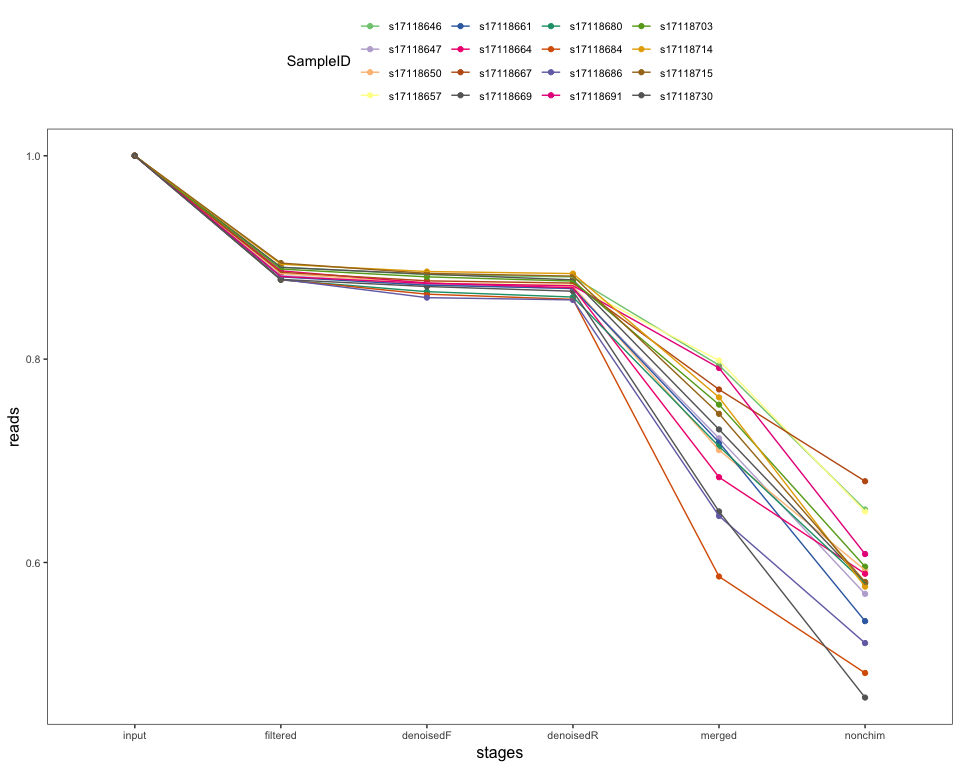 s17118646 s17118661 s17118680 s17118703
SampleID s17118647 s17118664 s17118684 s17118714
s17118650 s17118667 s17118686 s17118715
s17118657 s17118669 s17118691 s17118730
1.0
0.8
0.6
reads
input filtered denoisedF denoisedR merged nonchim
stages